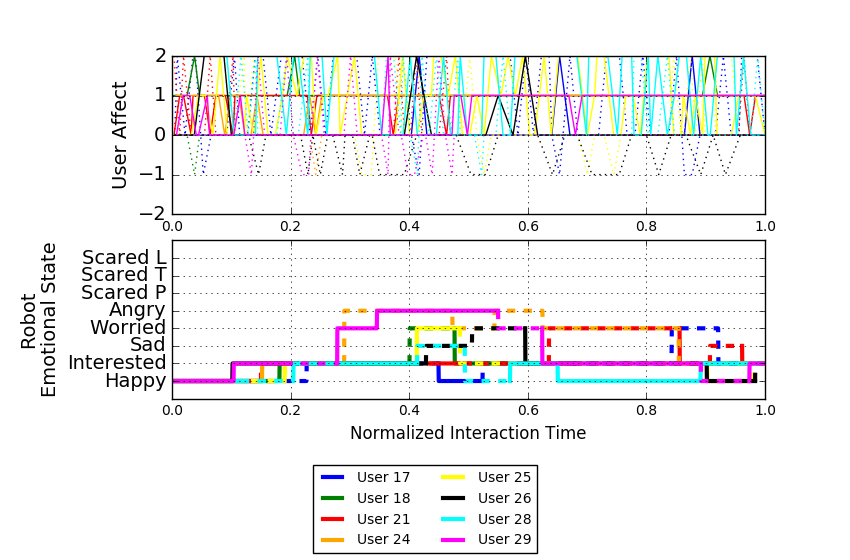 2
1
0
−1
−2
User Affect
0.0 0.2 0.4 0.6 0.8 1.0
Scared L
Scared T
Scared P
Angry
Worried
Sad
Interested
Happy
Robot
Emotional State
0.0 0.2 0.4 0.6 0.8 1.0
Normalized Interaction Time
User 17 User 25
User 18 User 26
User 21 User 28
User 24 User 29